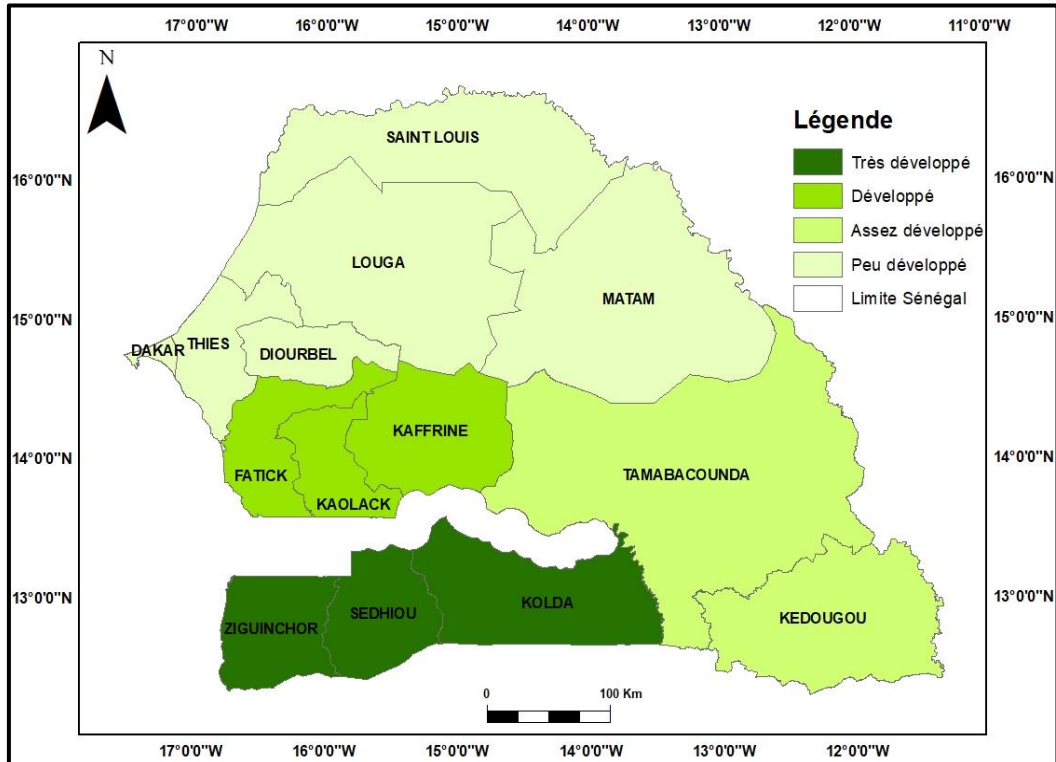 17°0'0"W 16°0'0"W 15°0'0"W 14°0'0"W 13°0'0"W 12°0'0"W 11°0'0"W
N
Légende
Très développé
Développé
Assez développé
Peu développé
Limite Sénégal
16°0'0"N 16°0'0"N
15°0'0"N 15°0'0"N
14°0'0"N 14°0'0"N
13°0'0"N 13°0'0"N
SAINT LOUIS
LOUGA
MATAM
DAKAR
THIES
DIOURBEL
KAFFRINE
FATICK
KAOLACK
TAMABACOUNDA
ZIGUINCHOR
SEDHIOU
KOLDA
KEDOUGOU
0 100 Km
17°0'0"W 16°0'0"W 15°0'0"W 14°0'0"W 13°0'0"W 12°0'0"W